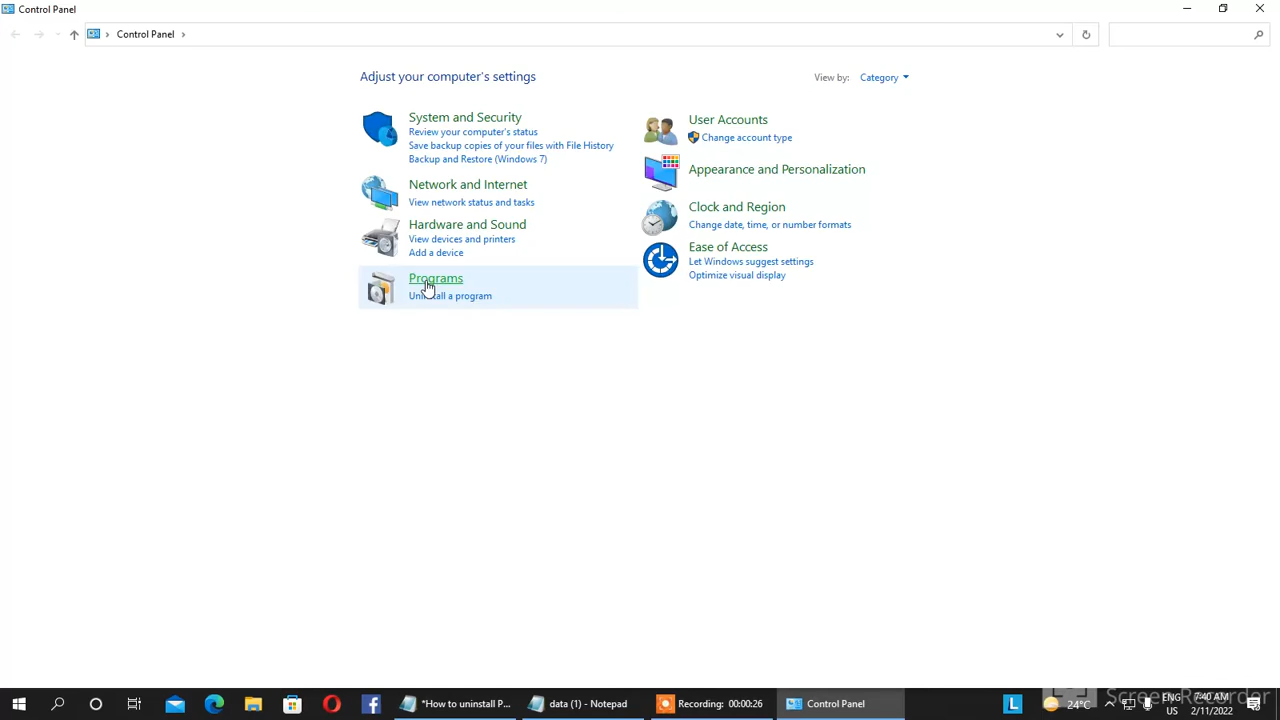 Control Panel
Control Panel
Adjust your computer's settings
View by: Category
System and Security
Review your computer's status
Save backup copies of your files with File History
Backup and Restore (Windows 7)
Network and Internet
View network status and tasks
Hardware and Sound
View devices and printers
Add a device
Programs
Uninstall a program
User Accounts
Change account type
Appearance and Personalization
Clock and Region
Change date, time, or number formats
Ease of Access
Let Windows suggest settings
Optimize visual display
*How to uninstall P...
data (1) - Notepad
Recording: 00:00:26
Control Panel
L
24°C
ENG
US
7:40 AM
2/11/2022
Screen Recorder